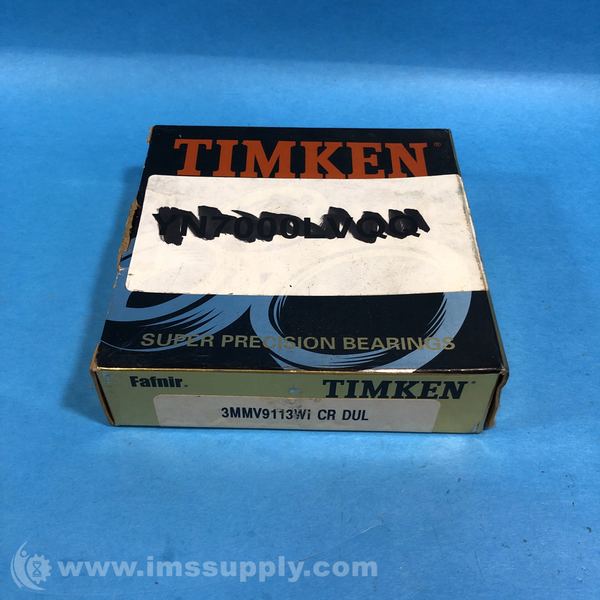 TIMKEN®
SUPER PRECISION BEARINGS
Fafnir® TIMKEN®
3MMV9113Wi CR DUL
www.imssupply.com